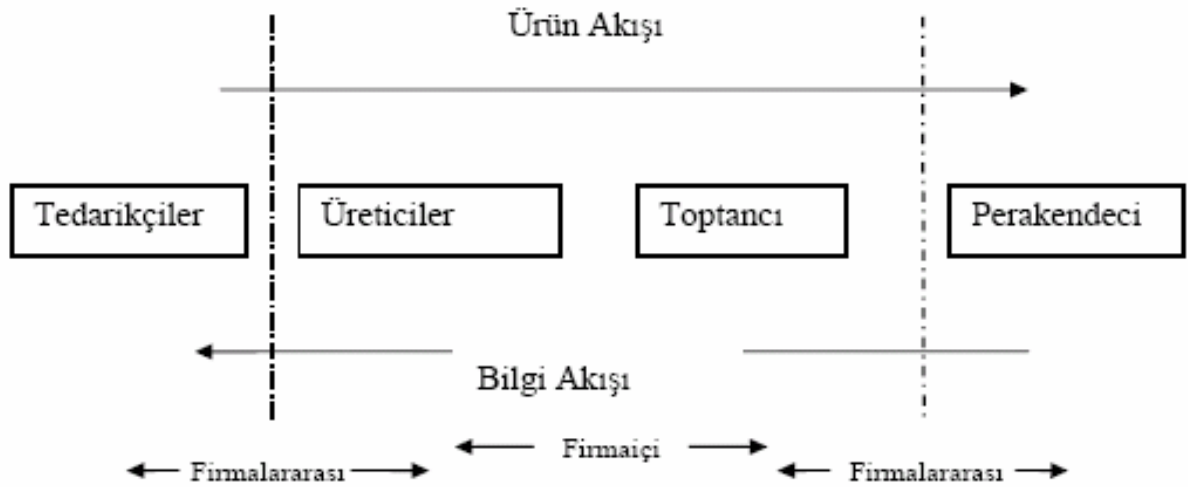 Ürün Akışı
Tedarikçiler Üreticiler Toptancı Perakendeci
Bilgi Akışı
Firmalararası Firmaiçi Firmalararası